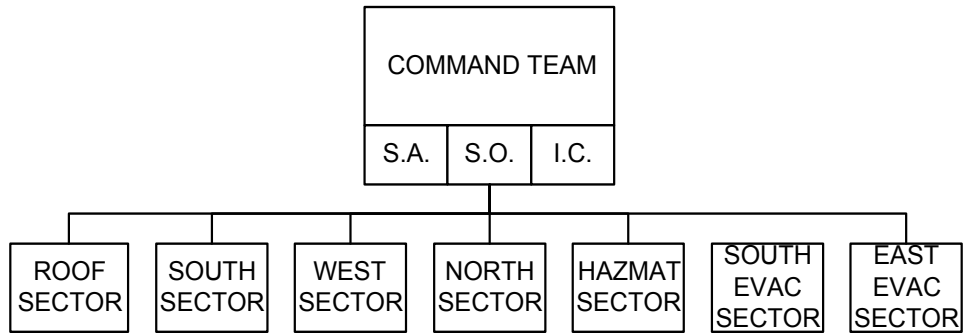 COMMAND TEAM
S.A. S.O. I.C.
ROOF
SECTOR
SOUTH
SECTOR
WEST
SECTOR
NORTH
SECTOR
HAZMAT
SECTOR
SOUTH
EVAC
SECTOR
EAST
EVAC
SECTOR